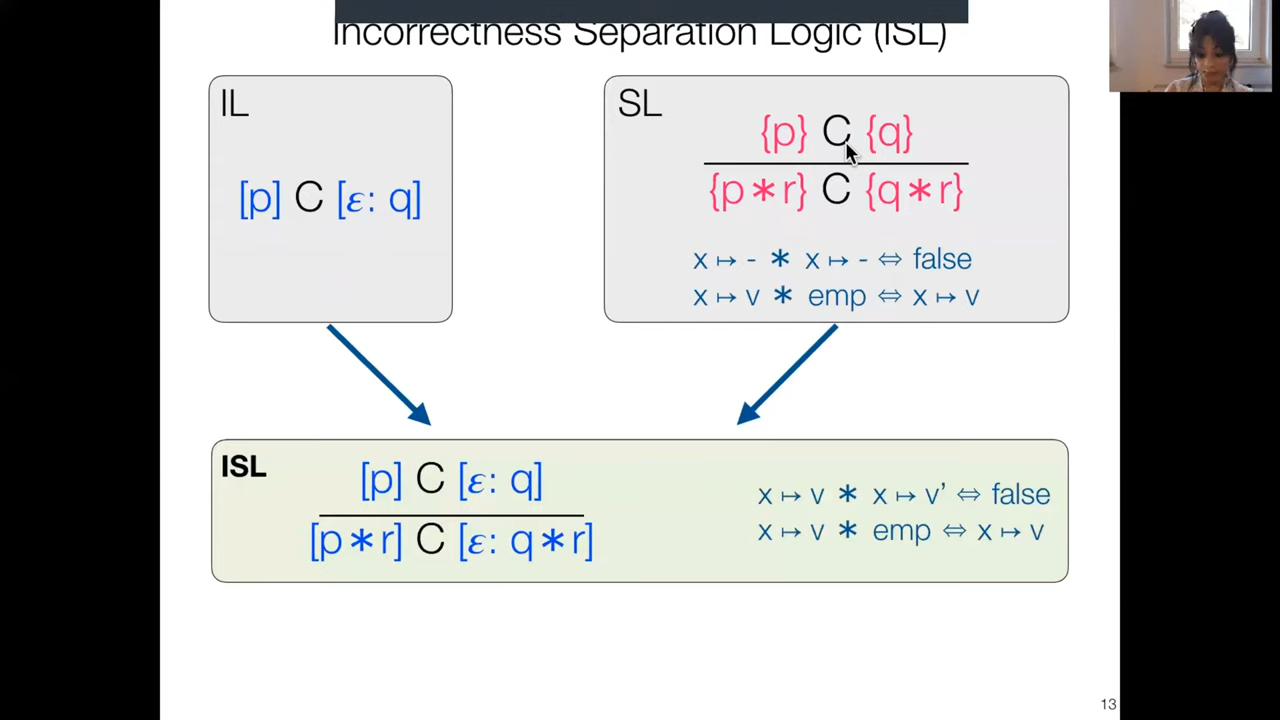 Incorrectness Separation Logic (ISL)
IL
[p] C [ε: q]
SL
{p} C {q}
{p ∗ r} C {q ∗ r}
x ↦ - ∗ x ↦ - ⇔ false
x ↦ v ∗ emp ⇔ x ↦ v
ISL
[p] C [ε: q]
[p ∗ r] C [ε: q ∗ r]
x ↦ v ∗ x ↦ v' ⇔ false
x ↦ v ∗ emp ⇔ x ↦ v
13